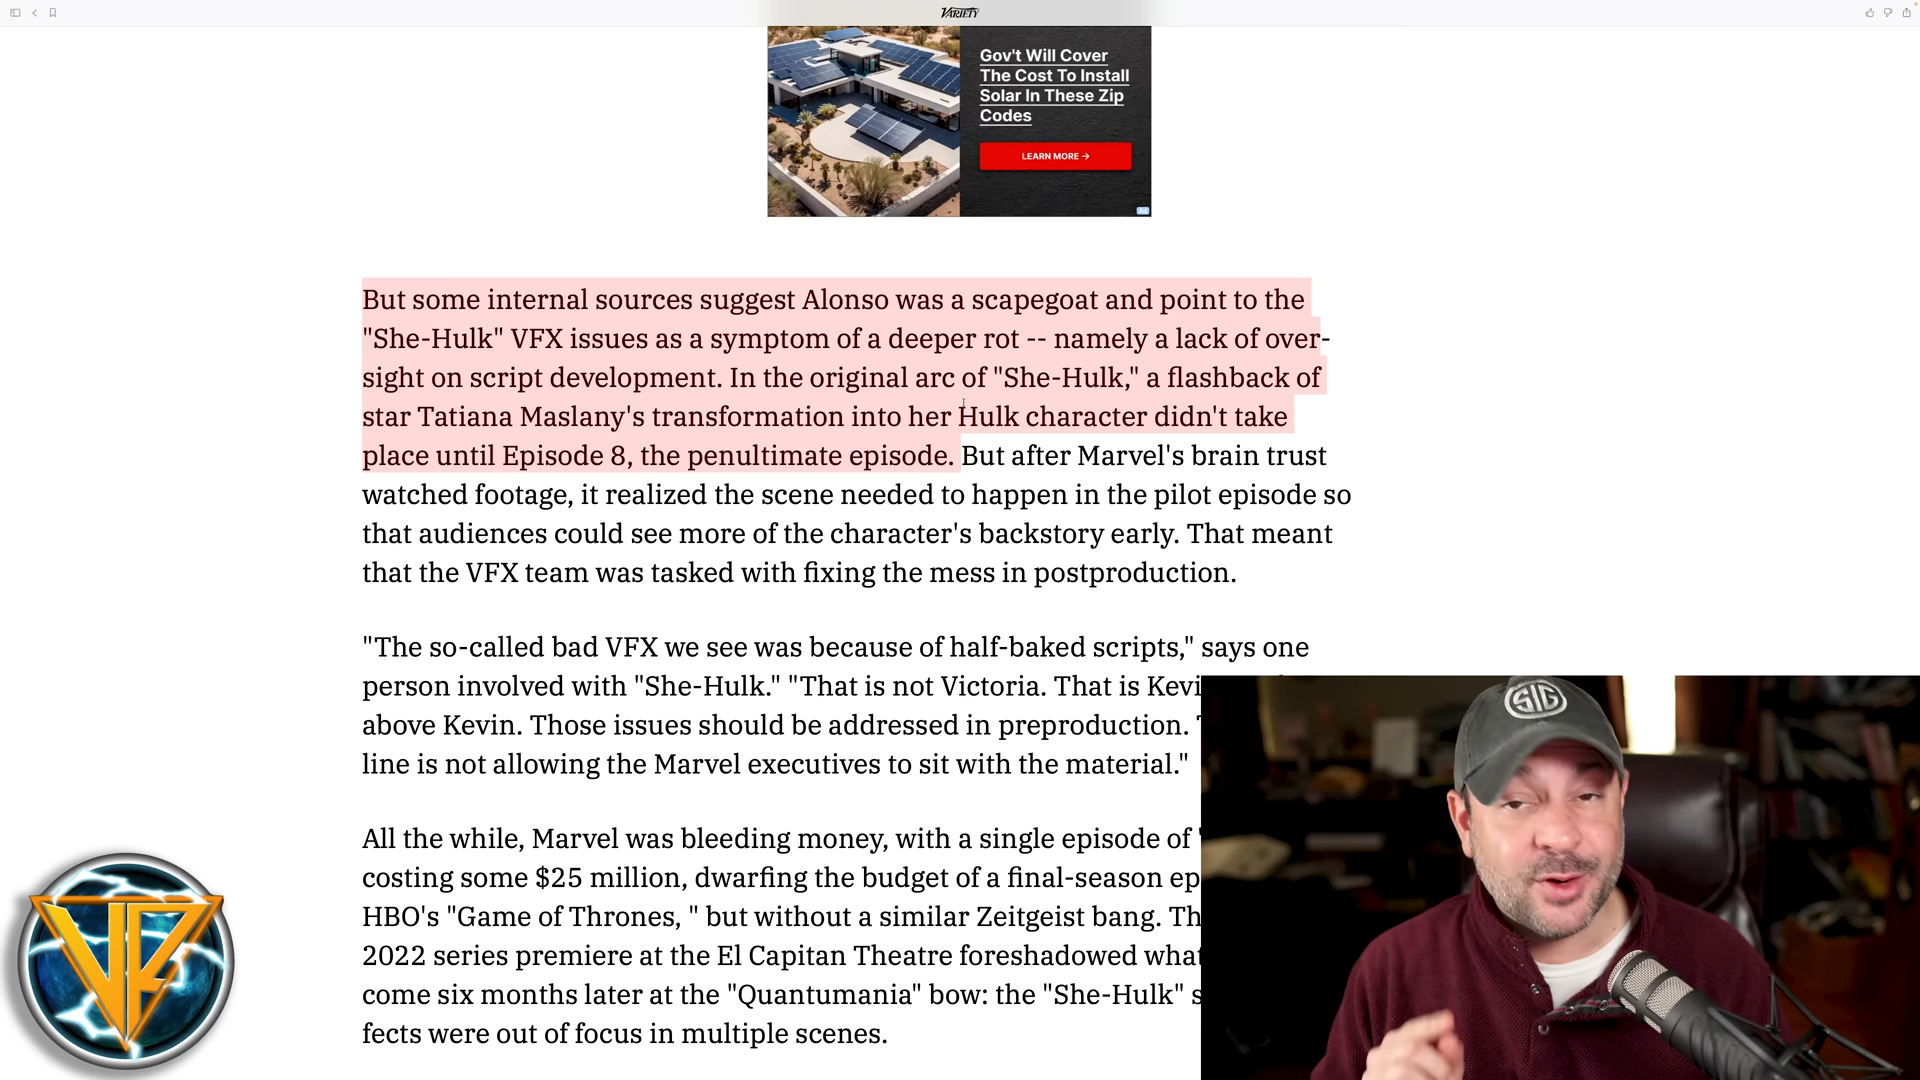 VARIETY
Gov't Will Cover
The Cost To Install
Solar In These Zip
Codes
LEARN MORE →
Ad
But some internal sources suggest Alonso was a scapegoat and point to the
"She-Hulk" VFX issues as a symptom of a deeper rot -- namely a lack of over-
sight on script development. In the original arc of "She-Hulk," a flashback of
star Tatiana Maslany's transformation into her Hulk character didn't take
place until Episode 8, the penultimate episode. But after Marvel's brain trust
watched footage, it realized the scene needed to happen in the pilot episode so
that audiences could see more of the character's backstory early. That meant
that the VFX team was tasked with fixing the mess in postproduction.
"The so-called bad VFX we see was because of half-baked scripts," says one
person involved with "She-Hulk." "That is not Victoria. That is Kevi
above Kevin. Those issues should be addressed in preproduction.
line is not allowing the Marvel executives to sit with the material."
All the while, Marvel was bleeding money, with a single episode of
costing some $25 million, dwarfing the budget of a final-season ep
HBO's "Game of Thrones, " but without a similar Zeitgeist bang. Th
2022 series premiere at the El Capitan Theatre foreshadowed what
come six months later at the "Quantumania" bow: the "She-Hulk" s
fects were out of focus in multiple scenes.
SIG